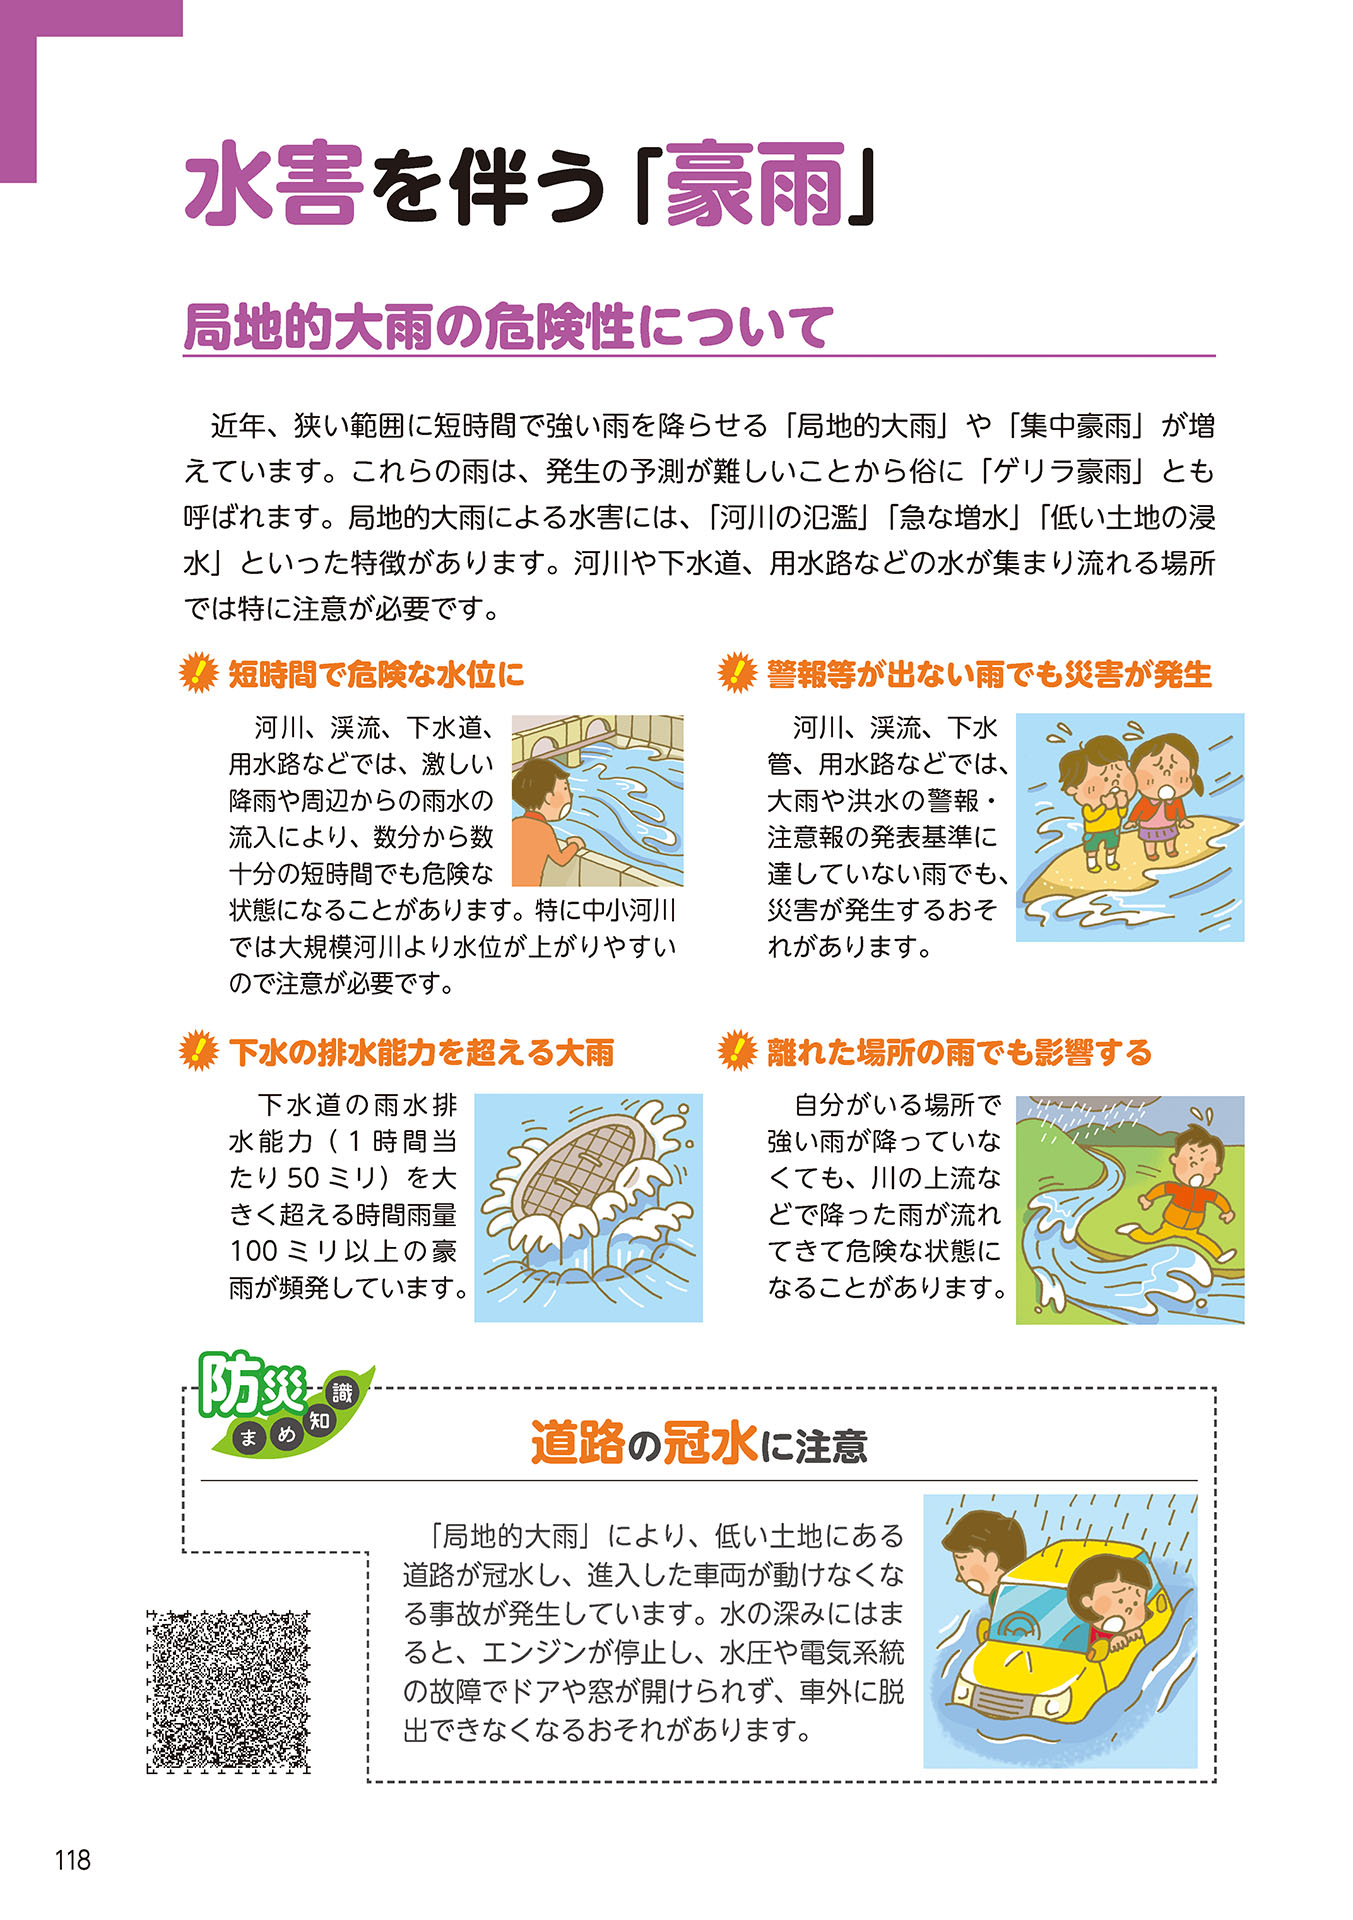 水害を伴う「豪雨」
局地的大雨の危険性について
近年、狭い範囲に短時間で強い雨を降らせる「局地的大雨」や「集中豪雨」が増
えています。これらの雨は、発生の予測が難しいことから俗に「ゲリラ豪雨」とも
呼ばれます。局地的大雨による水害には、「河川の氾濫」「急な増水」「低い土地の浸
水」といった特徴があります。河川や下水道、用水路などの水が集まり流れる場所
では特に注意が必要です。
短時間で危険な水位に
河川、渓流、下水道、
用水路などでは、激しい
降雨や周辺からの雨水の
流入により、数分から数
十分の短時間でも危険な
状態になることがあります。特に中小河川
では大規模河川より水位が上がりやすい
ので注意が必要です。
警報等が出ない雨でも災害が発生
河川、渓流、下水
管、用水路などでは、
大雨や洪水の警報・
注意報の発表基準に
達していない雨でも、
災害が発生するおそ
れがあります。
下水の排水能力を超える大雨
下水道の雨水排
水能力（1時間当
たり50ミリ）を大
きく超える時間雨量
100ミリ以上の豪
雨が頻発しています。
離れた場所の雨でも影響する
自分がいる場所で
強い雨が降っていな
くても、川の上流な
どで降った雨が流れ
てきて危険な状態に
なることがあります。
防災
まめ知識
道路の冠水に注意
「局地的大雨」により、低い土地にある
道路が冠水し、進入した車両が動けなくな
る事故が発生しています。水の深みにはま
ると、エンジンが停止し、水圧や電気系統
の故障でドアや窓が開けられず、車外に脱
出できなくなるおそれがあります。
118